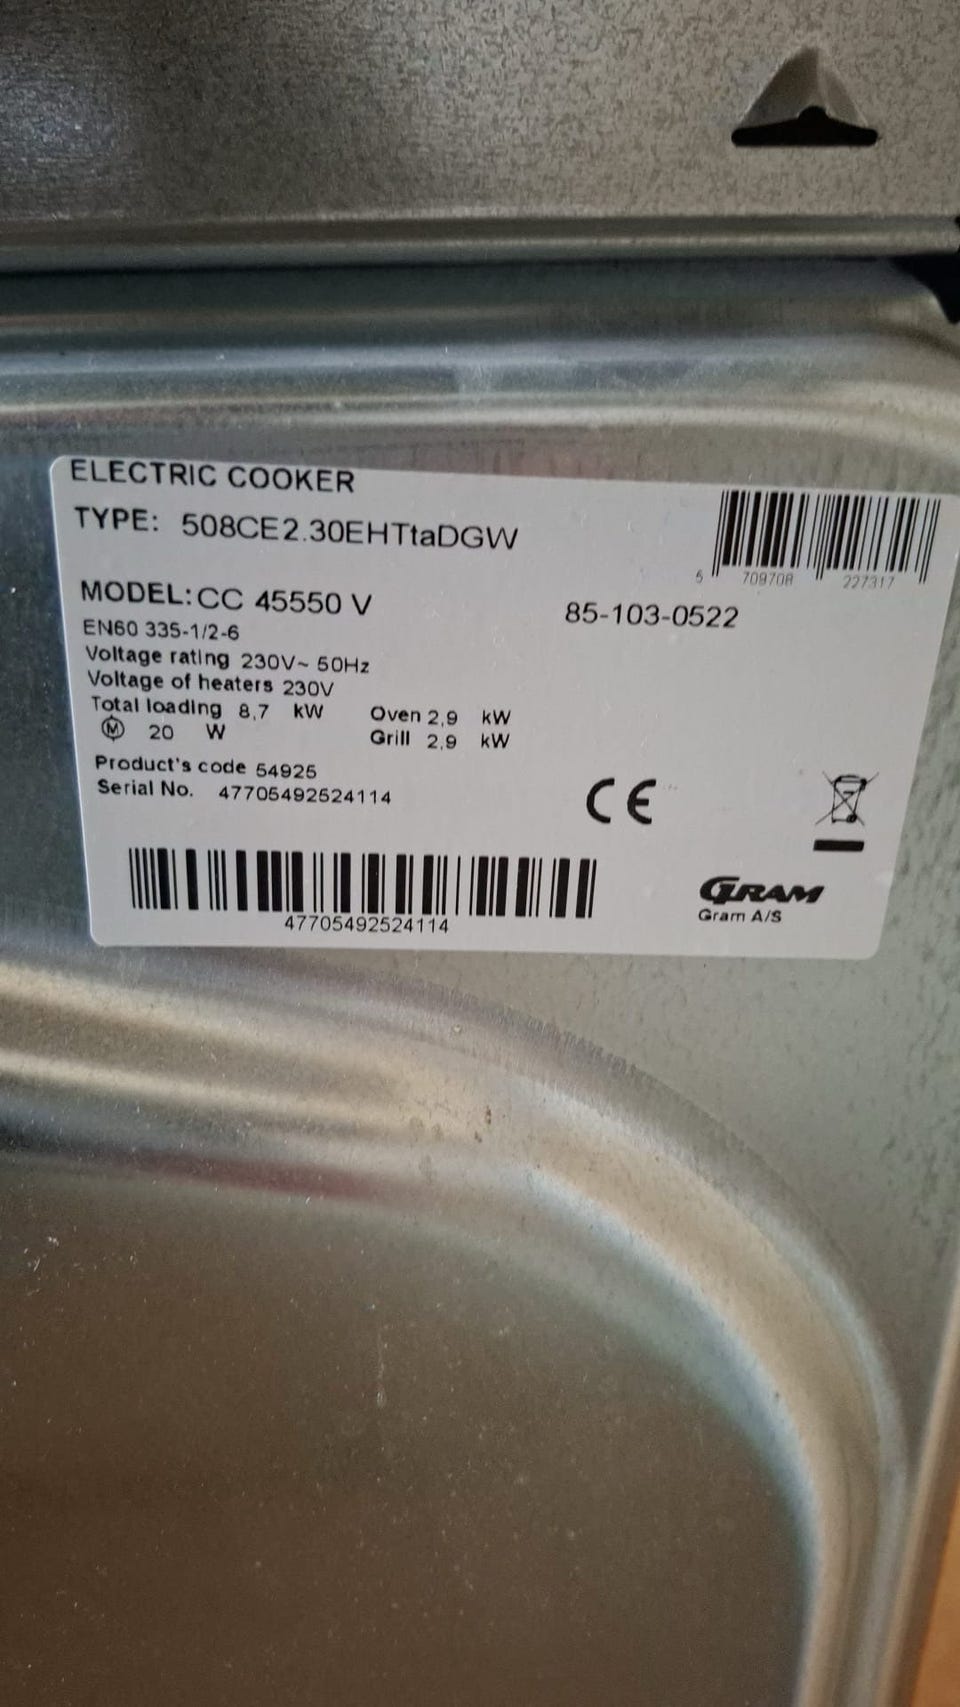 ELECTRIC COOKER
TYPE: 508CE2.30EHTtaDGW
5 709708 227317
MODEL: CC 45550 V
85-103-0522
EN60 335-1/2-6
Voltage rating 230V~ 50Hz
Voltage of heaters 230V
Total loading 8,7 kW Oven 2,9 kW
M 20 W Grill 2,9 kW
Product's code 54925
Serial No. 47705492524114
CE
47705492524114
GRAM
Gram A/S